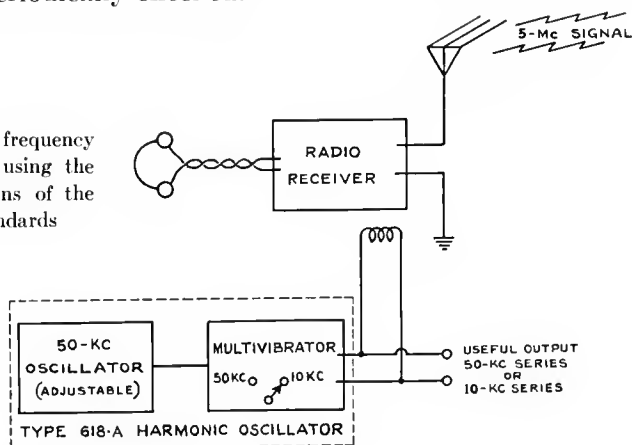 5-MC SIGNAL
frequency
using the
ns of the
ndards
RADIO
RECEIVER
50-KC
OSCILLATOR
(ADJUSTABLE)
MULTIVIBRATOR
50KC 10KC
USEFUL OUTPUT
50-KC SERIES
OR
10-KC SERIES
TYPE 618-A HARMONIC OSCILLATOR